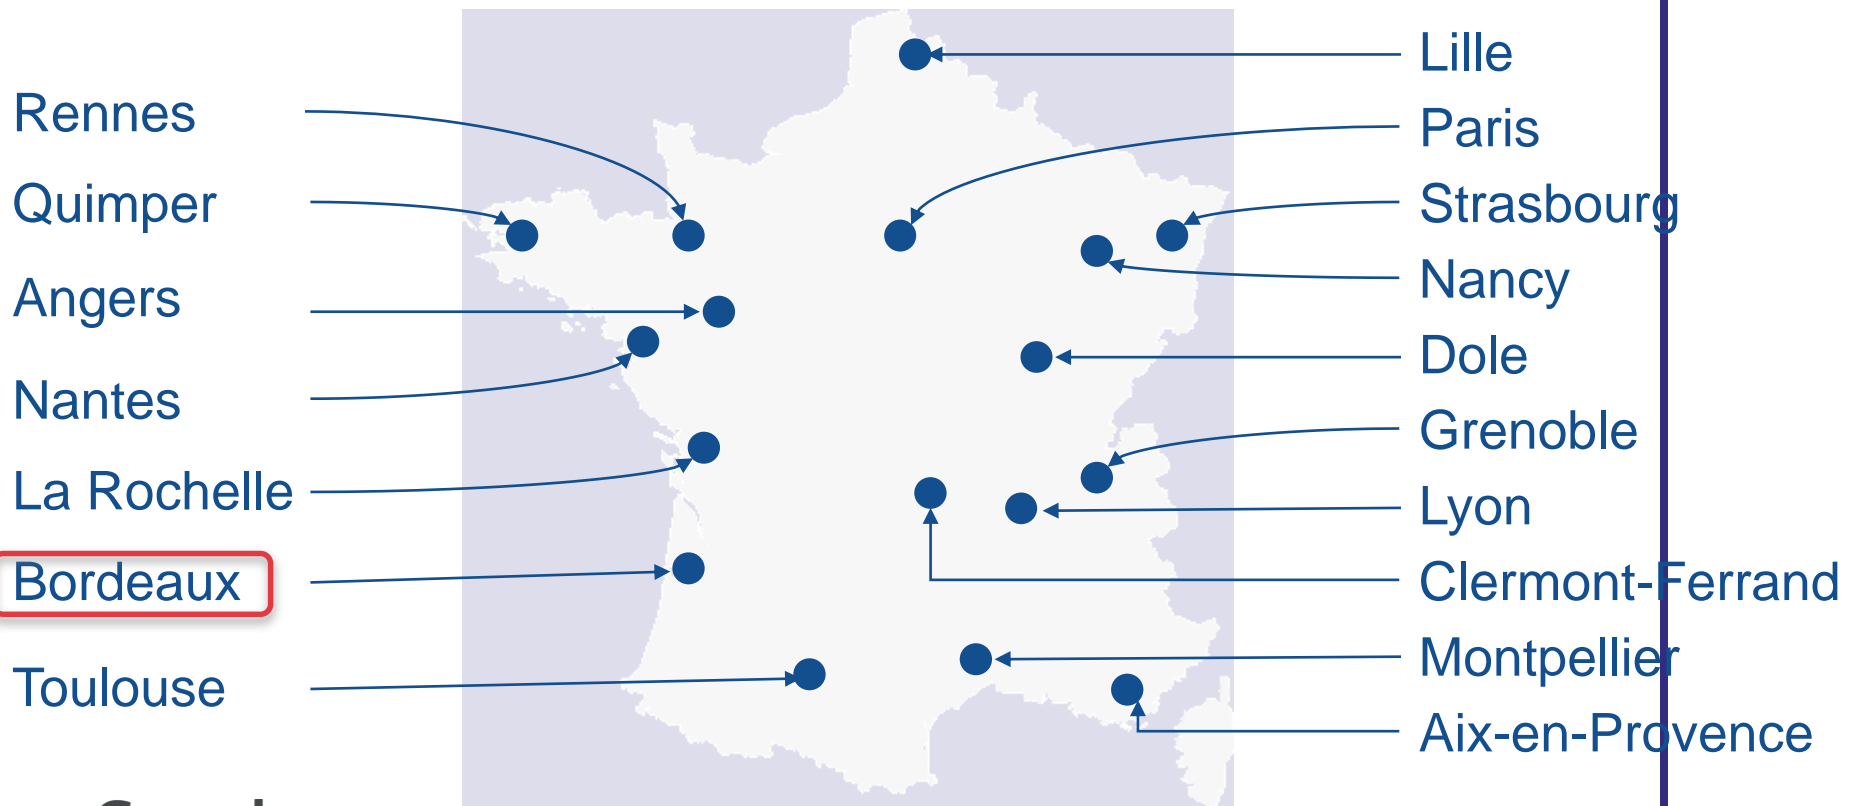 Rennes
Quimper
Angers
Nantes
La Rochelle
Bordeaux
Toulouse
Lille
Paris
Strasbourg
Nancy
Dole
Grenoble
Lyon
Clermont-Ferrand
Montpellier
Aix-en-Provence